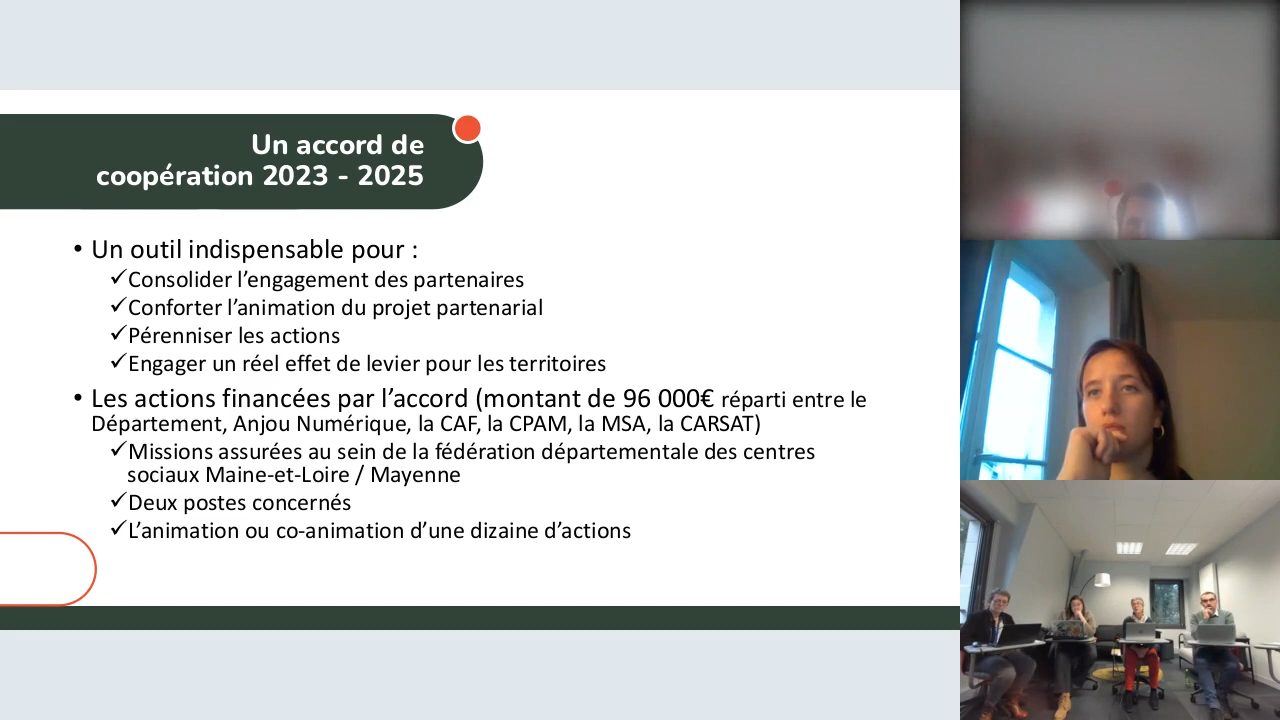 Un accord de
coopération 2023 - 2025
• Un outil indispensable pour :
✓Consolider l’engagement des partenaires
✓Conforter l’animation du projet partenarial
✓Pérenniser les actions
✓Engager un réel effet de levier pour les territoires
• Les actions financées par l’accord (montant de 96 000€ réparti entre le
Département, Anjou Numérique, la CAF, la CPAM, la MSA, la CARSAT)
✓Missions assurées au sein de la fédération départementale des centres
sociaux Maine-et-Loire / Mayenne
✓Deux postes concernés
✓L’animation ou co-animation d’une dizaine d’actions